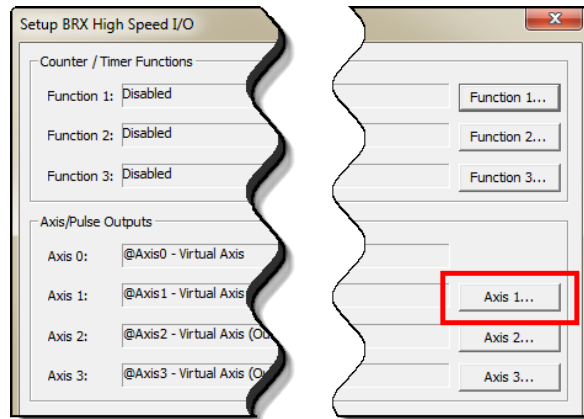 Setup BRX High Speed I/O
Counter / Timer Functions
Function 1: Disabled Function 1...
Function 2: Disabled Function 2...
Function 3: Disabled Function 3...
Axis/Pulse Outputs
Axis 0: @Axis0 - Virtual Axis
Axis 1: @Axis1 - Virtual Axis Axis 1...
Axis 2: @Axis2 - Virtual Axis (Ou Axis 2...
Axis 3: @Axis3 - Virtual Axis (O Axis 3...